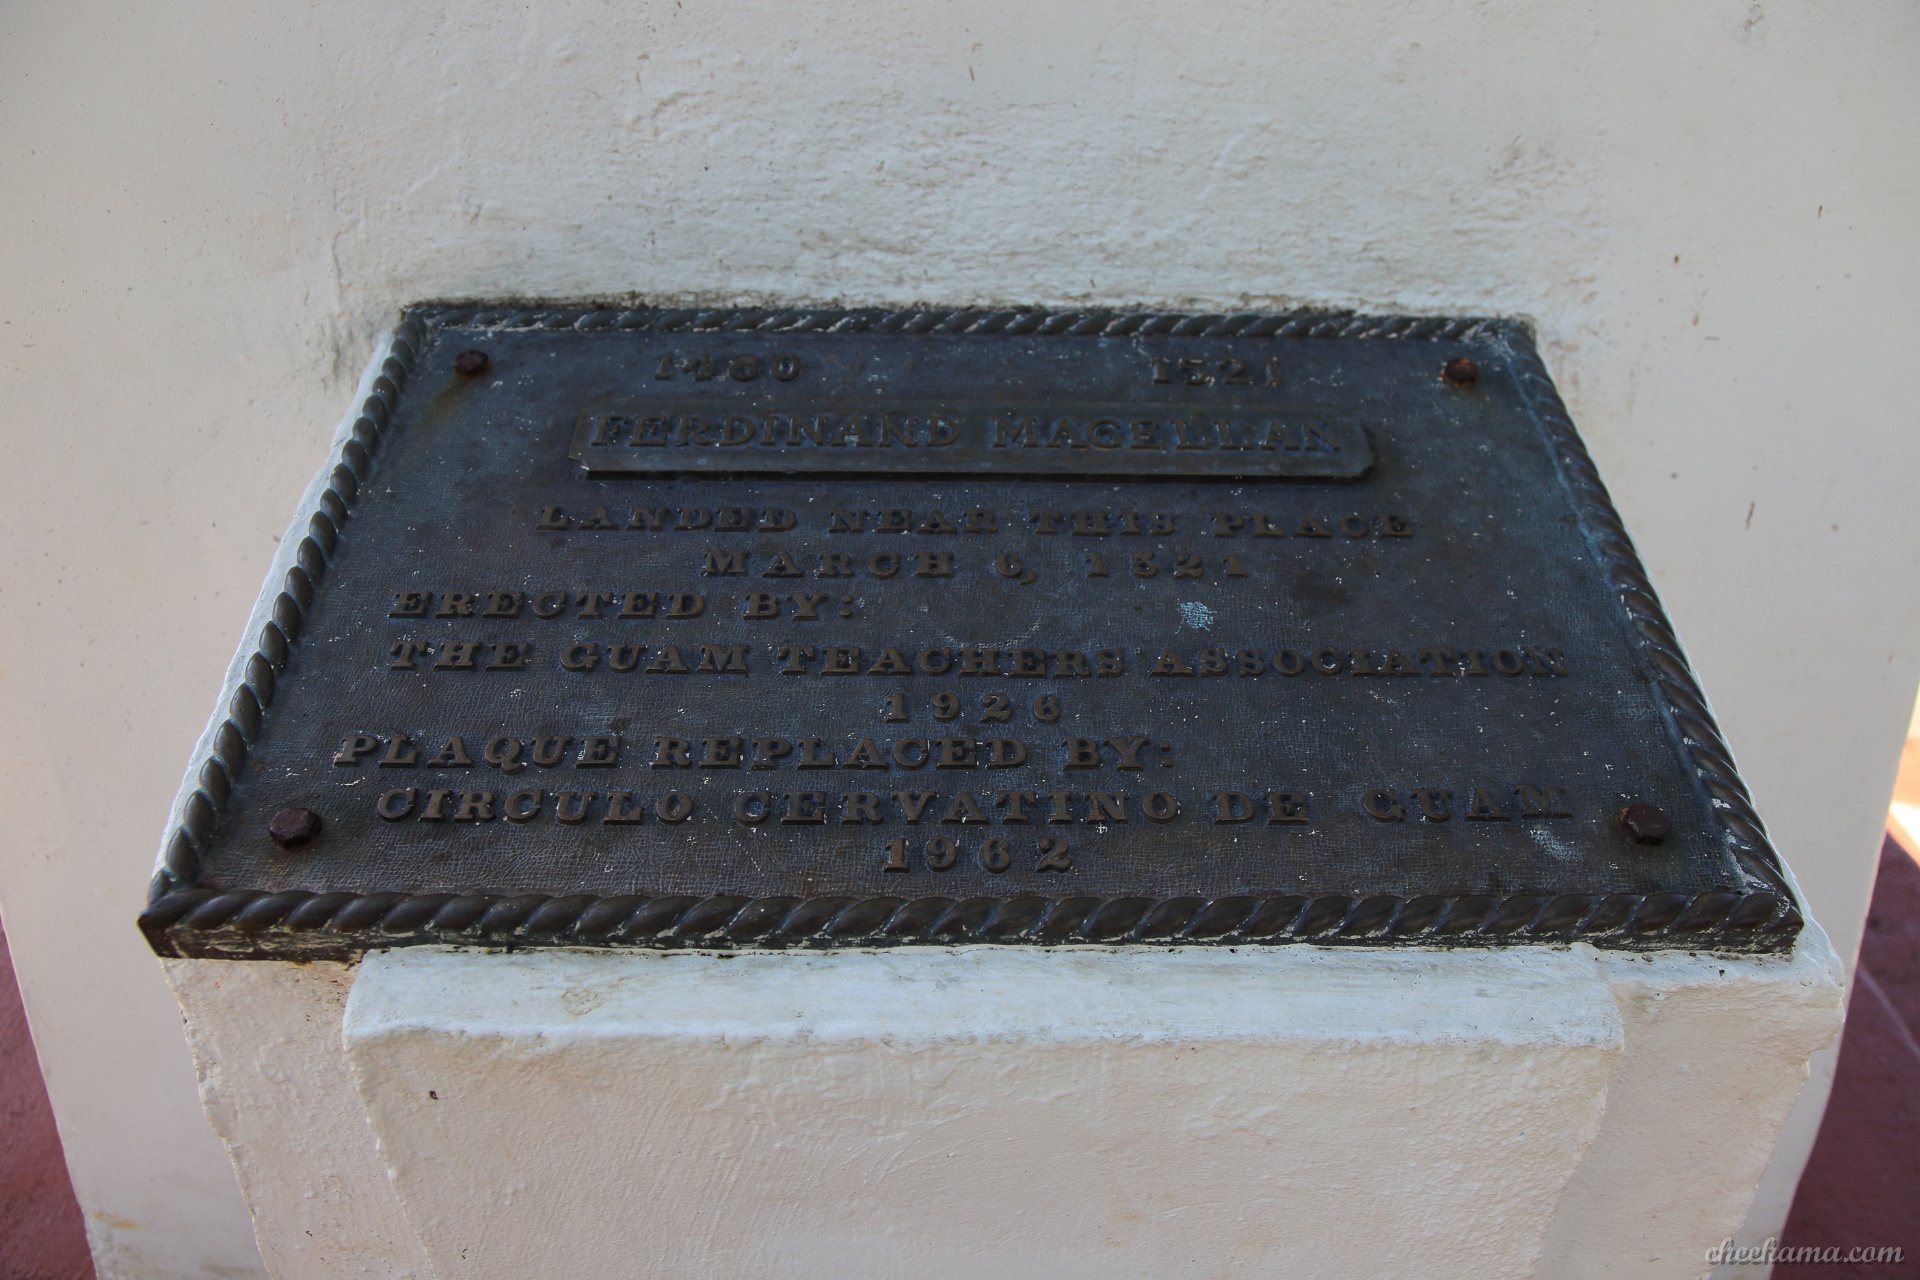 1480 1521
FERDINAND MAGELLAN
LANDED NEAR THIS PLACE
MARCH 6, 1521
ERECTED BY:
THE GUAM TEACHERS ASSOCIATION
1926
PLAQUE REPLACED BY:
CIRCULO CERVATINO DE GUAM
1962
cheekama.com